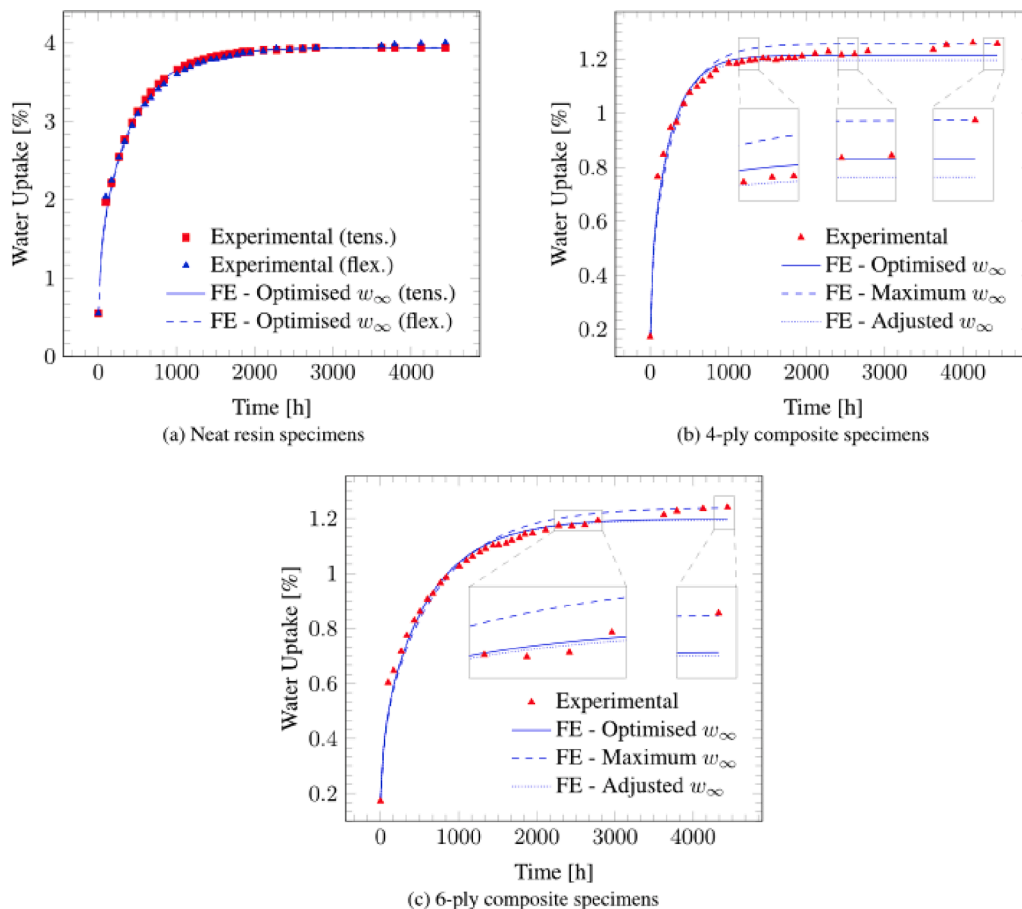 4
3
2
1
0
Water Uptake [%]
Experimental (tens.)
Experimental (flex.)
FE - Optimised w∞ (tens.)
FE - Optimised w∞ (flex.)
0 1000 2000 3000 4000
Time [h]
(a) Neat resin specimens
1.2
1
0.8
0.6
0.4
0.2
Water Uptake [%]
Experimental
FE - Optimised w∞
FE - Maximum w∞
FE - Adjusted w∞
0 1000 2000 3000 4000
Time [h]
(b) 4-ply composite specimens
1.2
1
0.8
0.6
0.4
0.2
Water Uptake [%]
Experimental
FE - Optimised w∞
FE - Maximum w∞
FE - Adjusted w∞
0 1000 2000 3000 4000
Time [h]
(c) 6-ply composite specimens